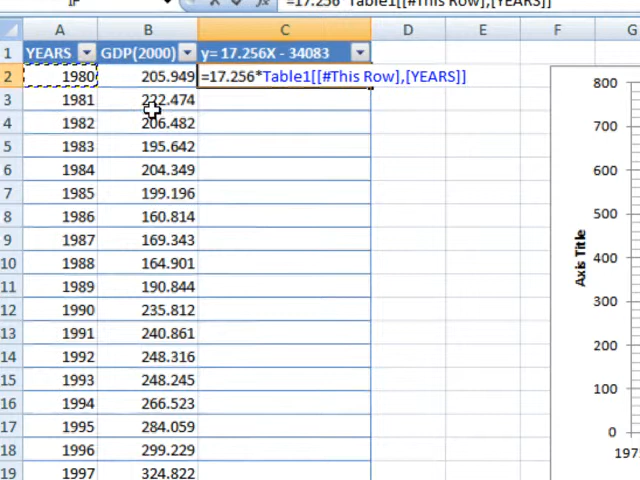 IF =17.256*Table1[[#This Row],[YEARS]]
A B C D E F G
1 YEARS GDP(2000) y= 17.256X - 34083
2 1980 205.949 =17.256*Table1[[#This Row],[YEARS]]
3 1981 222.474
4 1982 206.482
5 1983 195.642
6 1984 204.349
7 1985 199.196
8 1986 160.814
9 1987 169.343
10 1988 164.901
11 1989 190.844
12 1990 235.812
13 1991 240.861
14 1992 248.316
15 1993 248.245
16 1994 266.523
17 1995 284.059
18 1996 299.229
19 1997 324.822
800
700
600
500
400
300
200
100
0
Axis Title